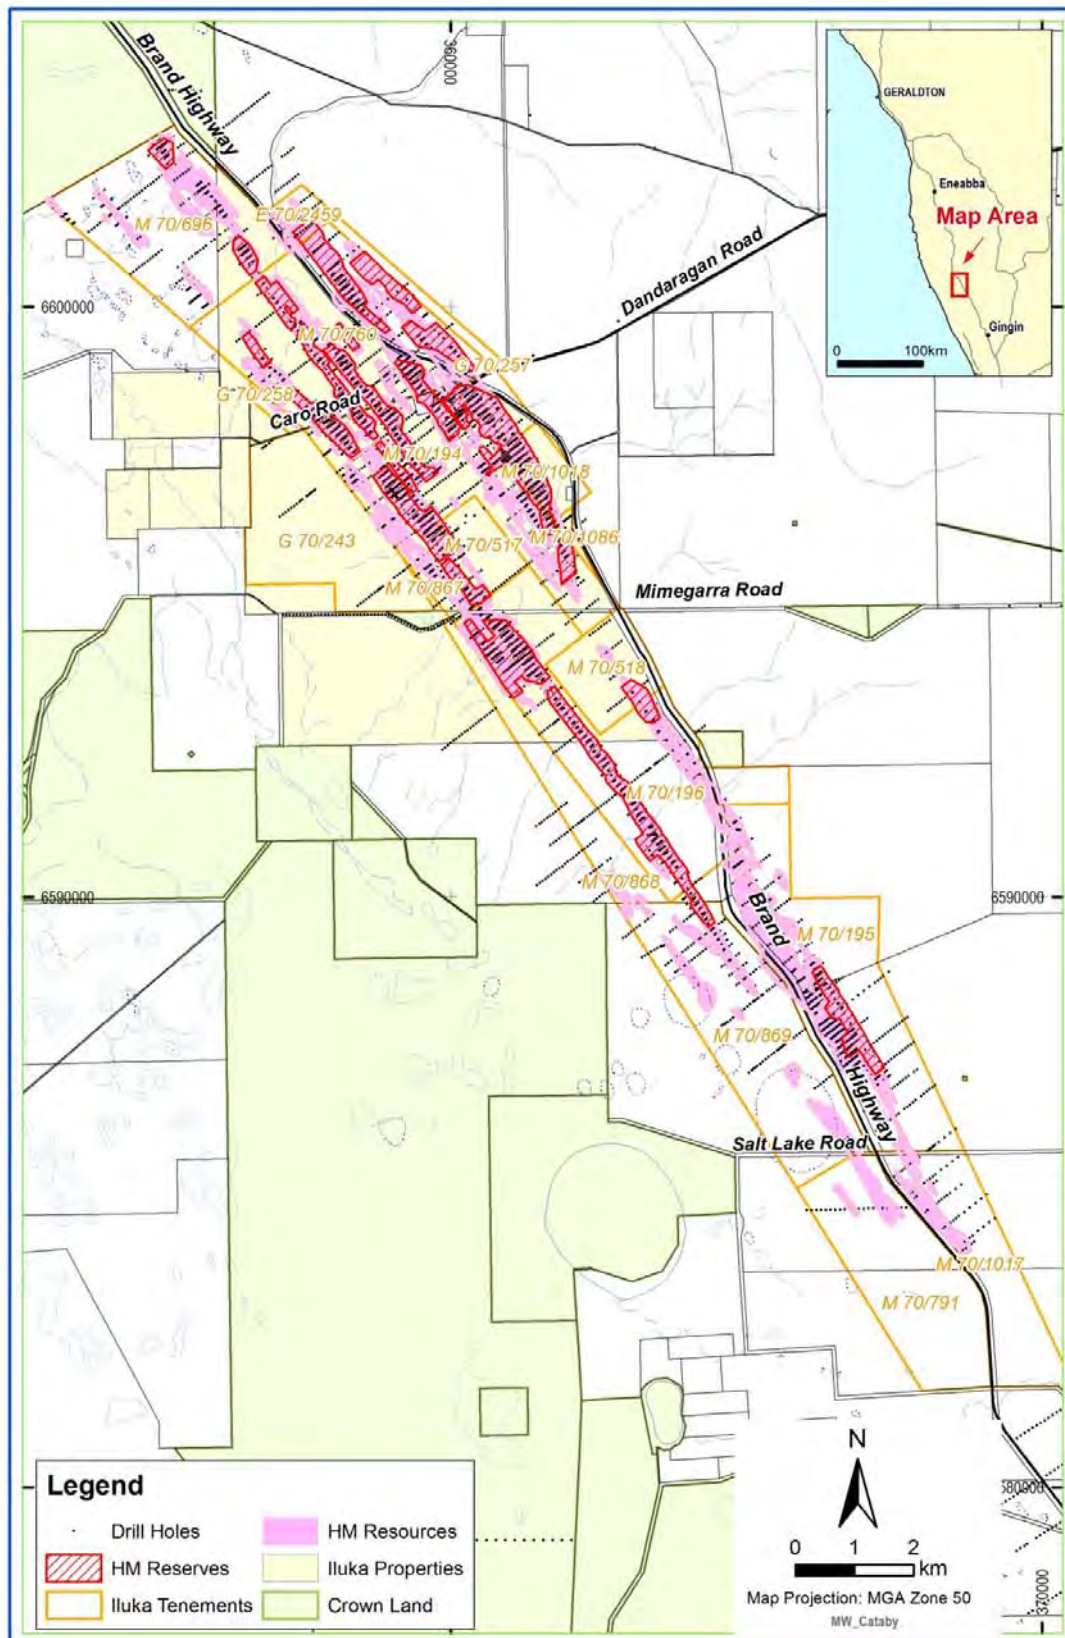 Brand Highway
360000
GERALDTON
Eneabba
Map Area
Gingin
0 100km
M 70/696
E 70/2459
Dandaragan Road
6600000
M 70/760
G 70/257
G 70/258
Caro Road
M 70/194
M 70/1018
G 70/243
M 70/517
M 70/1086
M 70/867
Mimegarra Road
M 70/518
M 70/196
M 70/868
6590000
6590000
Brand
M 70/195
M 70/869
Highway
Salt Lake Road
M 70/1017
M 70/791
Legend
Drill Holes
HM Resources
HM Reserves
Iluka Properties
Iluka Tenements
Crown Land
N
0 1 2
km
Map Projection: MGA Zone 50
MW_Cataby
370000